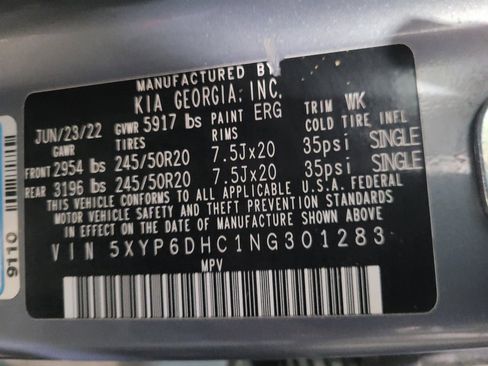 MANUFACTURED BY
KIA GEORGIA, INC.
JUN/23/22 GVWR 5917 lbs PAINT ERG TRIM WK
GAWR TIRES RIMS COLD TIRE INFL
FRONT 2954 lbs 245/50R20 7.5Jx20 35psi SINGLE
REAR 3196 lbs 245/50R20 7.5Jx20 35psi SINGLE
THIS VEHICLE CONFORMS TO ALL APPLICABLE U.S.A. FEDERAL
MOTOR VEHICLE SAFETY AND THEFT PREVENTION STANDARDS
IN EFFECT ON THE DATE OF MANUFACTURE SHOWN ABOVE.
VIN 5XYP6DHC1NG301283
MPV
9110